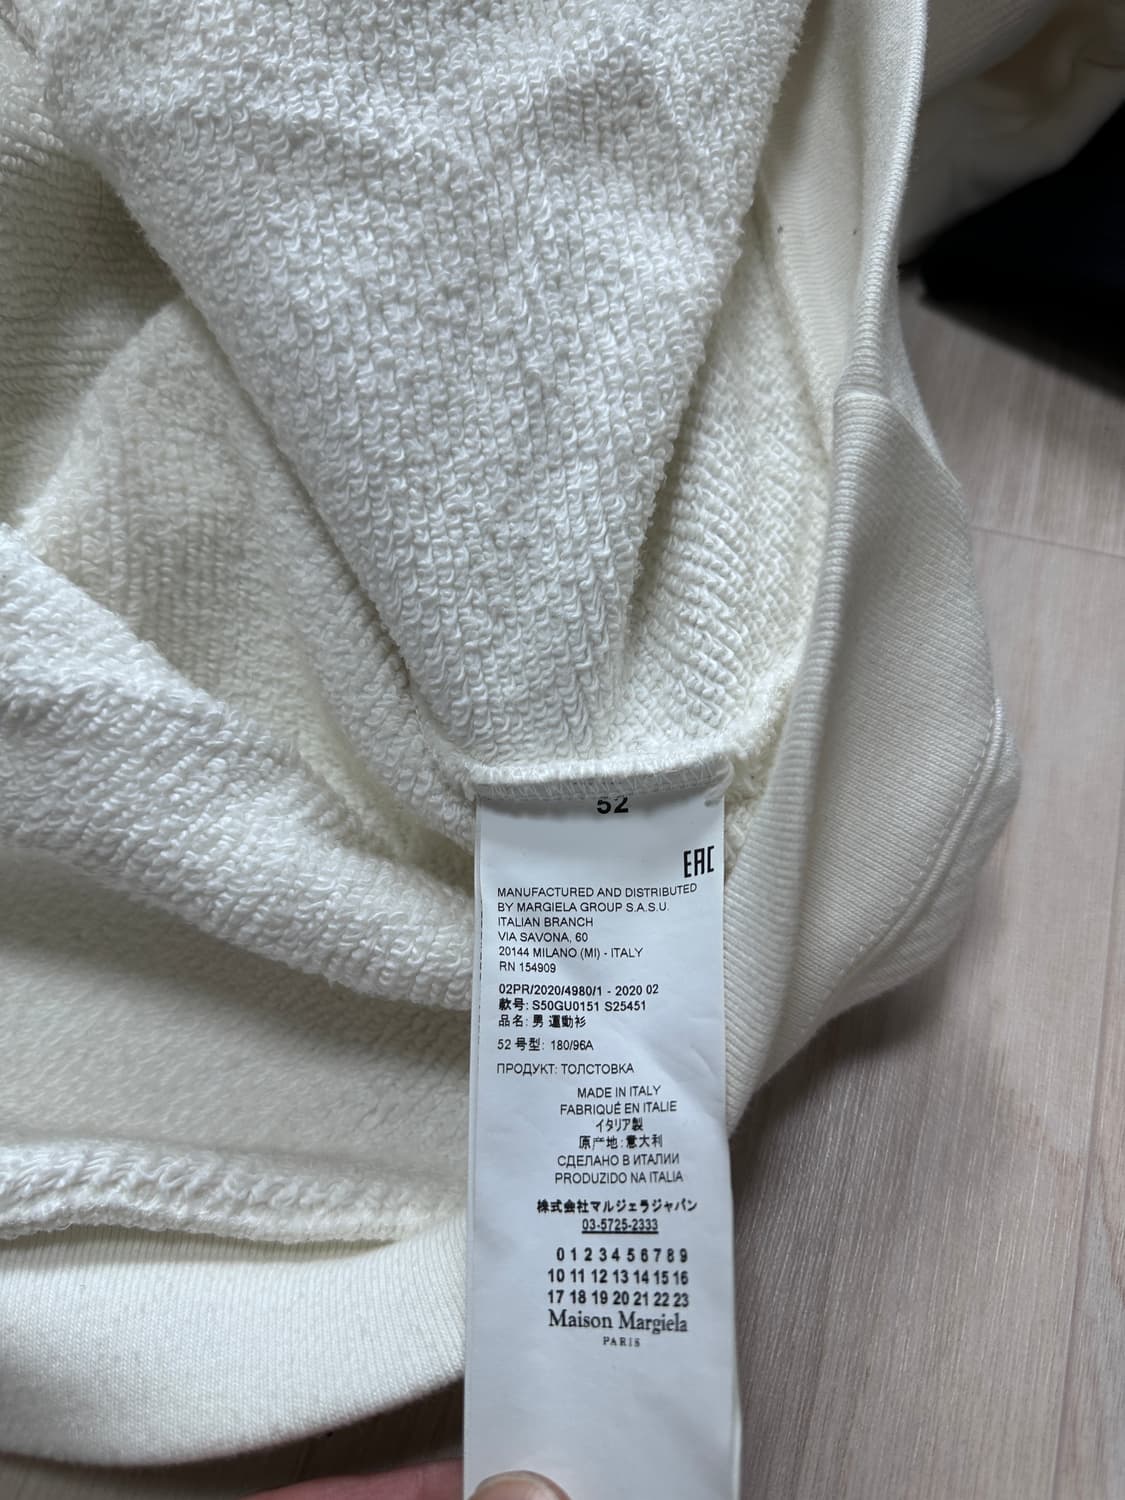 52
EAC
MANUFACTURED AND DISTRIBUTED
BY MARGIELA GROUP S.A.S.U.
ITALIAN BRANCH
VIA SAVONA, 60
20144 MILANO (MI) - ITALY
RN 154909
02PR/2020/4980/1 - 2020 02
款号: S50GU0151 S25451
品名: 男 運動衫
52 号型: 180/96A
ПРОДУКТ: ТОЛСТОВКА
MADE IN ITALY
FABRIQUÉ EN ITALIE
イタリア製
原产地:意大利
СДЕЛАНО В ИТАЛИИ
PRODUZIDO NA ITALIA
株式会社マルジェラジャパン
03-5725-2333
0 1 2 3 4 5 6 7 8 9
10 11 12 13 14 15 16
17 18 19 20 21 22 23
Maison Margiela
PARIS